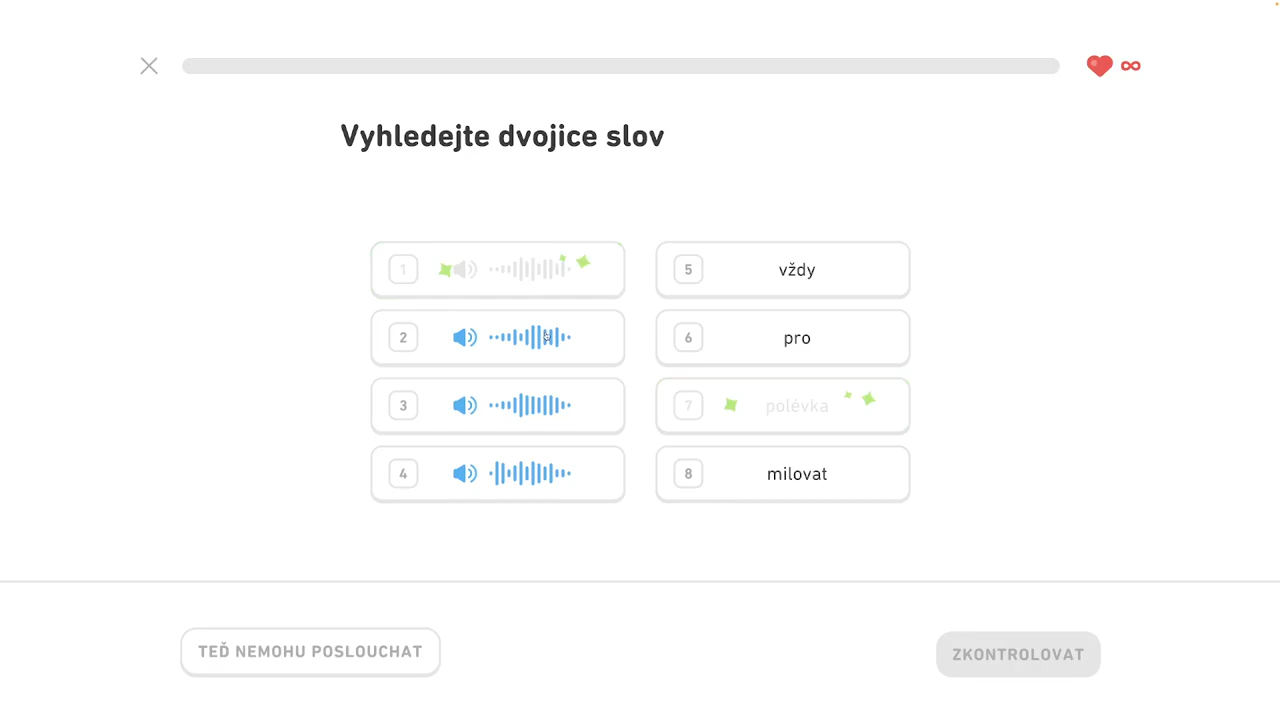 Vyhledejte dvojice slov
1
5 vždy
2
6 pro
3
7 polévka
4
8 milovat
TEĎ NEMOHU POSLOUCHAT
ZKONTROLOVAT